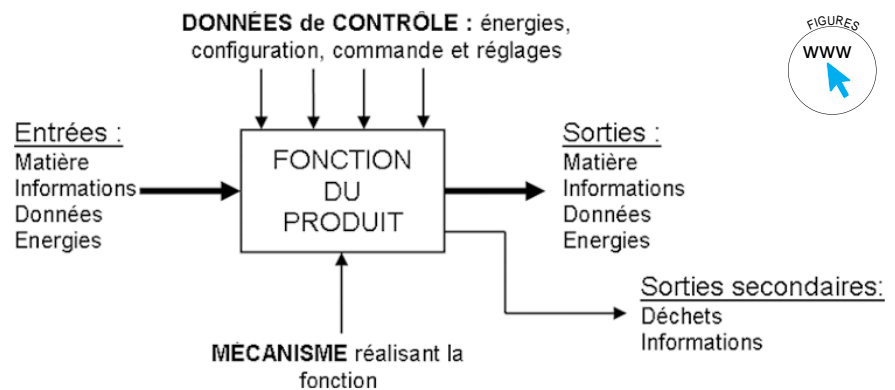 DONNÉES de CONTRÔLE : énergies,
configuration, commande et réglages
FIGURES
WWW
Entrées :
Matière
Informations
Données
Energies
FONCTION
DU
PRODUIT
Sorties :
Matière
Informations
Données
Energies
Sorties secondaires:
Déchets
Informations
MÉCANISME réalisant la
fonction